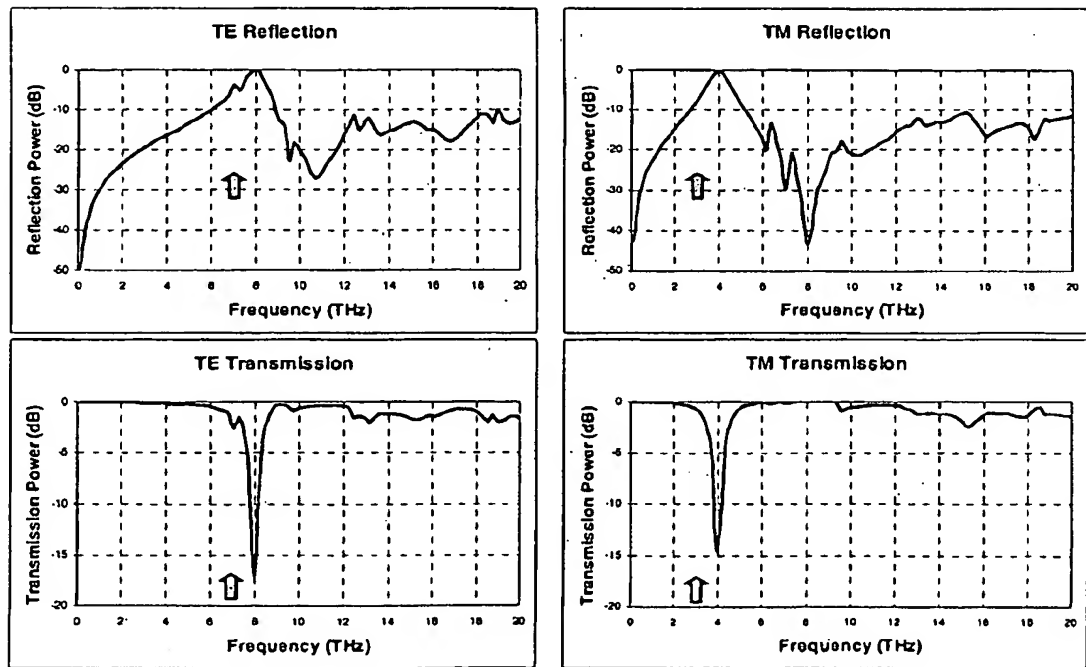 TE Reflection
Reflection Power (dB)
0
-10
-20
-30
-40
-50
0 2 4 6 8 10 12 14 16 18 20
Frequency (THz)
TM Reflection
Reflection Power (dB)
0
-10
-20
-30
-40
-50
0 2 4 6 8 10 12 14 16 18 20
Frequency (THz)
TE Transmission
Transmission Power (dB)
0
-5
-10
-15
-20
0 2 4 6 8 10 12 14 16 18 20
Frequency (THz)
TM Transmission
Transmission Power (dB)
0
-5
-10
-15
-20
0 2 4 6 8 10 12 14 16 18 20
Frequency (THz)